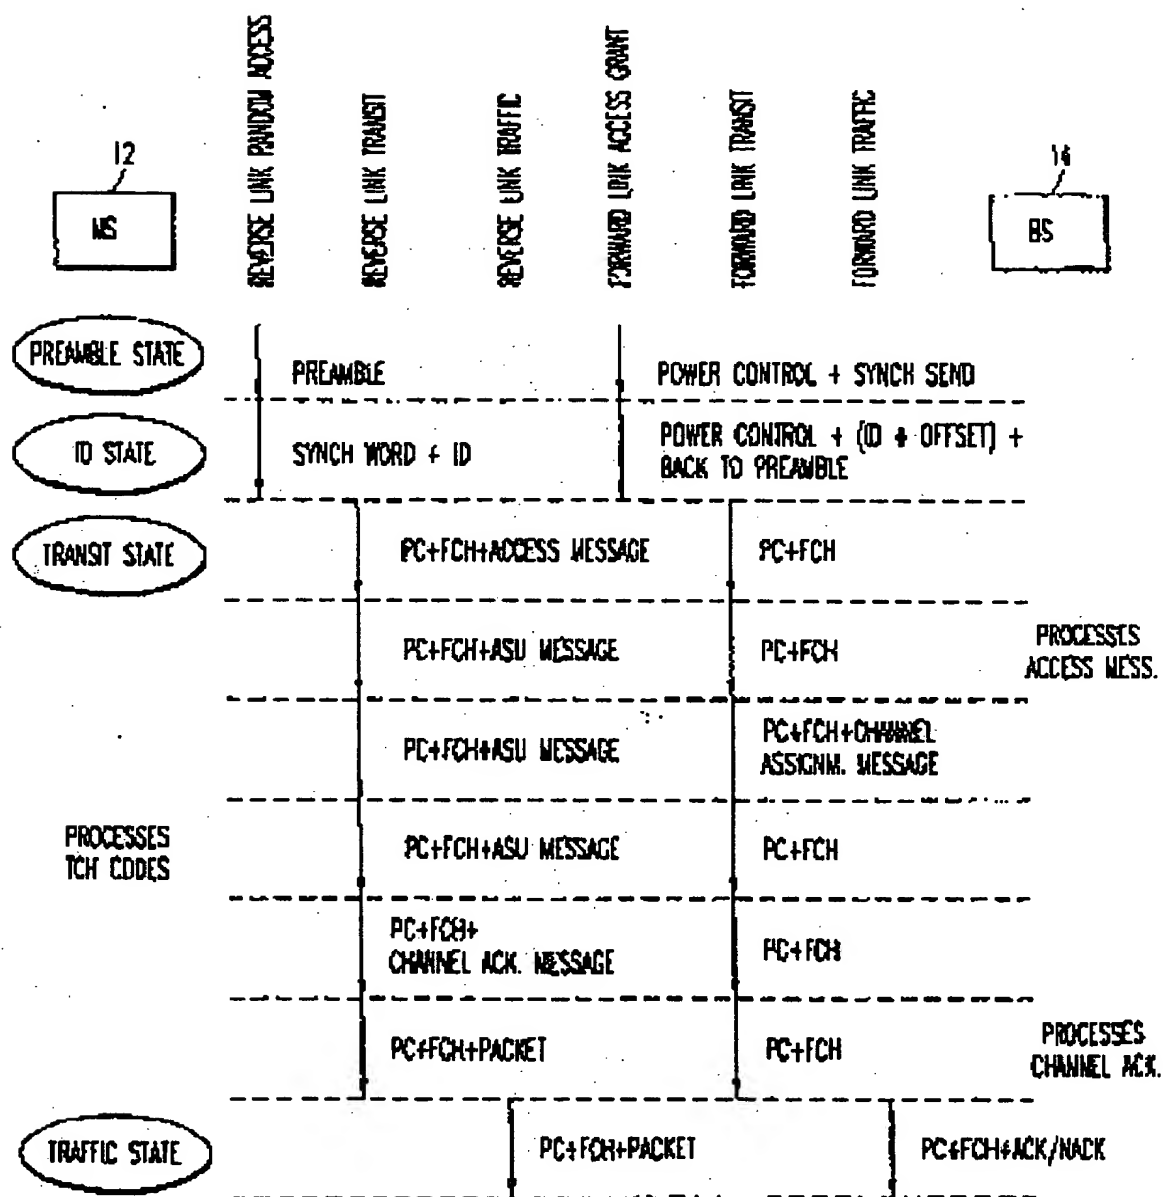 REVERSE LINK RANDOM ACCESS
REVERSE LINK TRANSIT
REVERSE LINK TRAFFIC
FORWARD LINK ACCESS GRANT
FORWARD LINK TRANSIT
FORWARD LINK TRAFFIC
12
MS
14
BS
PREAMBLE STATE
PREAMBLE
POWER CONTROL + SYNCH SEND
ID STATE
SYNCH WORD + ID
POWER CONTROL + (ID + OFFSET) +
BACK TO PREAMBLE
TRANSIT STATE
PC+FCH+ACCESS MESSAGE
PC+FCH
PC+FCH+ASU MESSAGE
PC+FCH
PROCESSES
ACCESS MESS.
PC+FCH+ASU MESSAGE
PC+FCH+CHANNEL
ASSIGNM. MESSAGE
PROCESSES
TCH CODES
PC+FCH+ASU MESSAGE
PC+FCH
PC+FCH+
CHANNEL ACK. MESSAGE
PC+FCH
PC+FCH+PACKET
PC+FCH
PROCESSES
CHANNEL ACK.
TRAFFIC STATE
PC+FCH+PACKET
PC+FCH+ACK/NACK